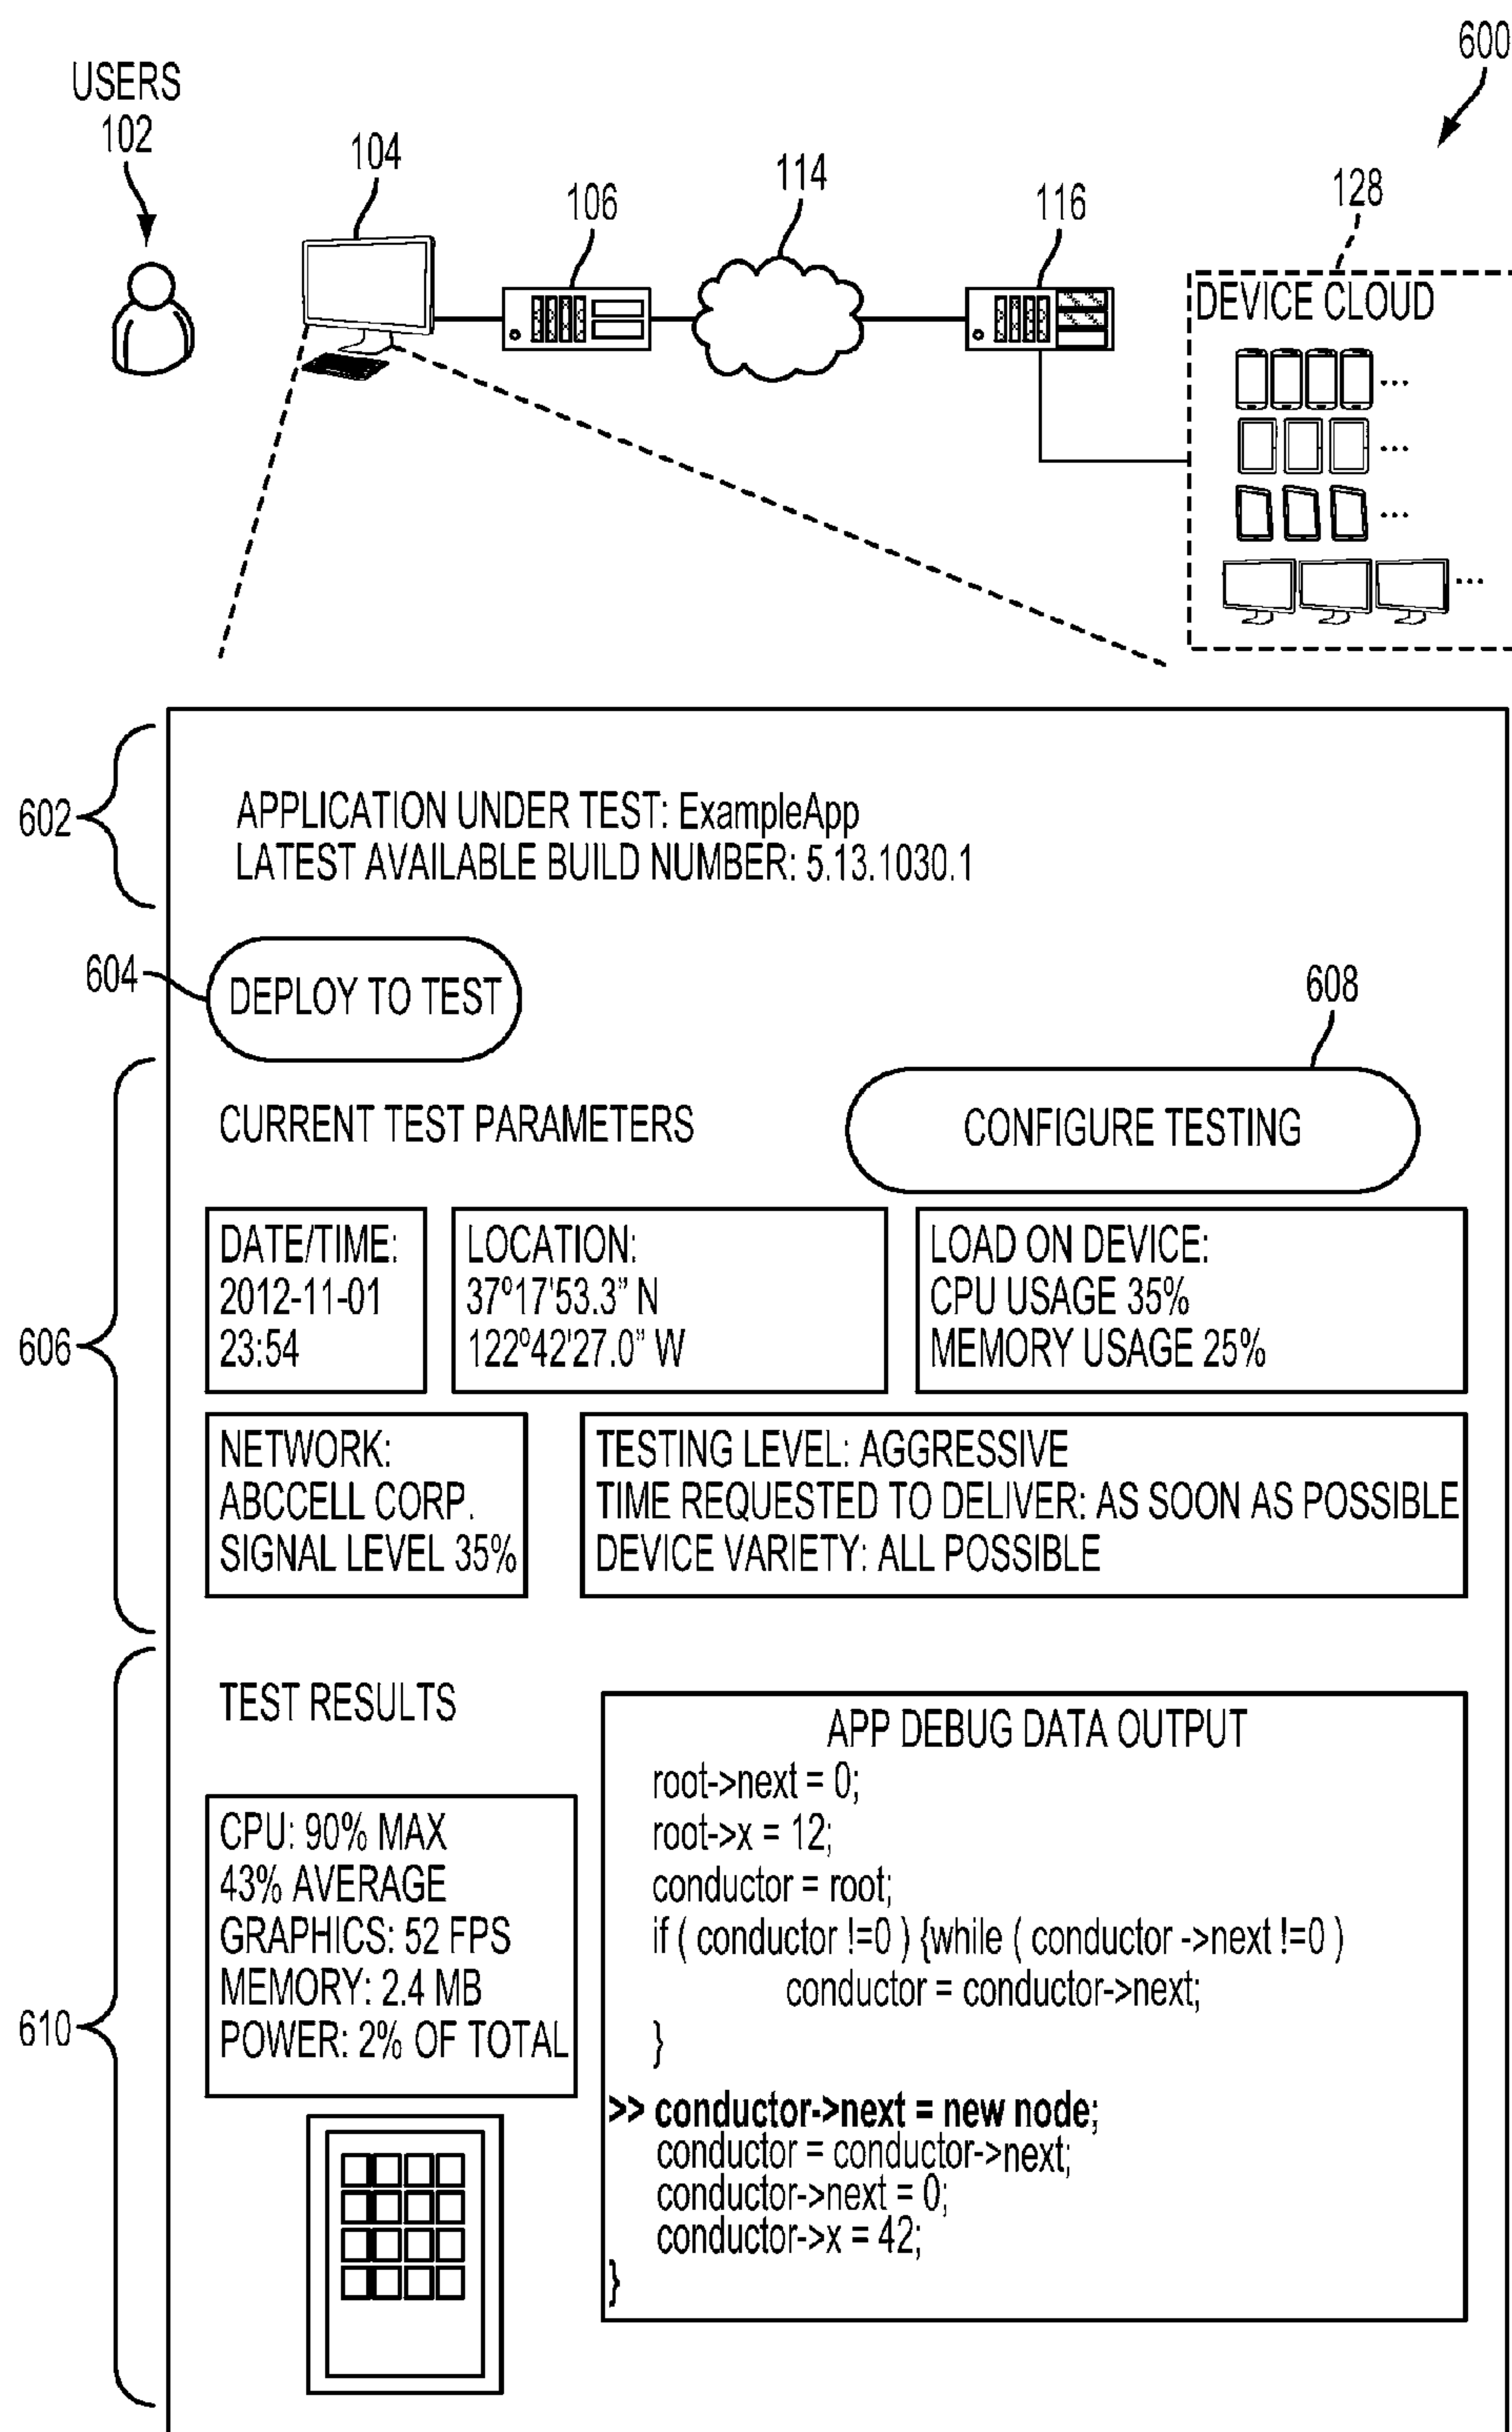 600
USERS
102
104
106
114
116
128
DEVICE CLOUD
...
...
...
...
602
APPLICATION UNDER TEST: ExampleApp
LATEST AVAILABLE BUILD NUMBER: 5.13.1030.1
604
DEPLOY TO TEST
608
CURRENT TEST PARAMETERS
CONFIGURE TESTING
606
DATE/TIME:
2012-11-01
23:54
LOCATION:
37º17'53.3” N
122º42'27.0” W
LOAD ON DEVICE:
CPU USAGE 35%
MEMORY USAGE 25%
NETWORK:
ABCCELL CORP.
SIGNAL LEVEL 35%
TESTING LEVEL: AGGRESSIVE
TIME REQUESTED TO DELIVER: AS SOON AS POSSIBLE
DEVICE VARIETY: ALL POSSIBLE
610
TEST RESULTS
CPU: 90% MAX
43% AVERAGE
GRAPHICS: 52 FPS
MEMORY: 2.4 MB
POWER: 2% OF TOTAL
APP DEBUG DATA OUTPUT
root->next = 0;
root->x = 12;
conductor = root;
if ( conductor !=0 ) {while ( conductor ->next !=0 )
conductor = conductor->next;
}
>> conductor->next = new node;
conductor = conductor->next;
conductor->next = 0;
conductor->x = 42;
}